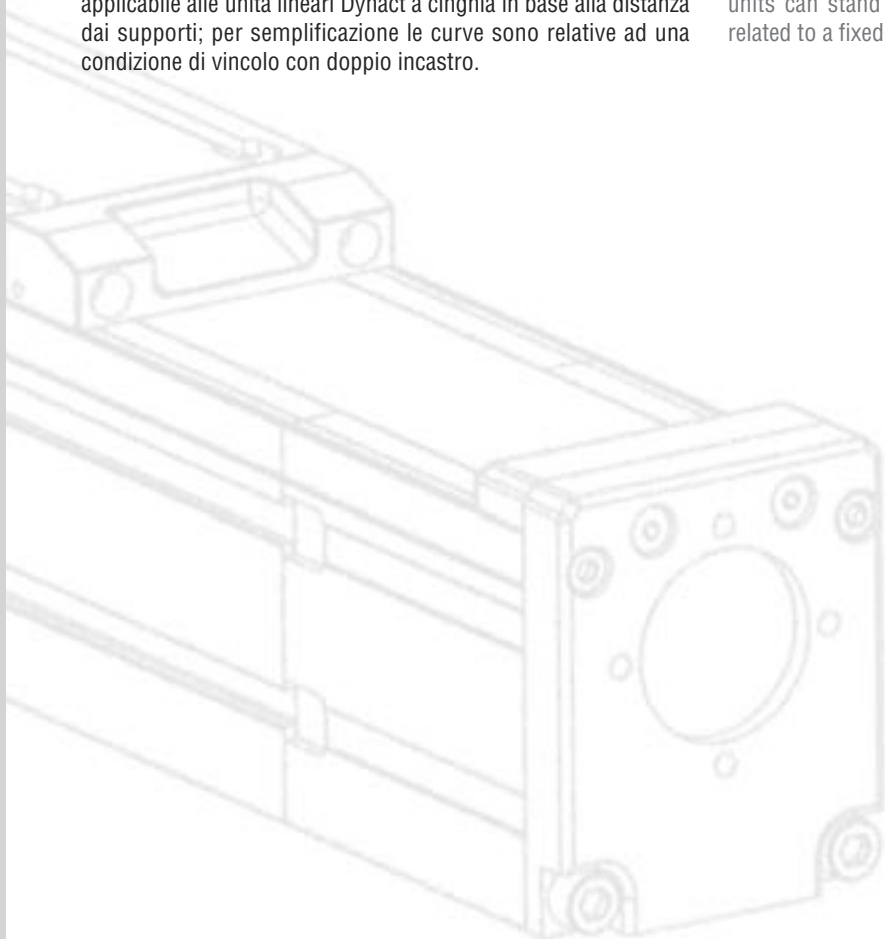 applicabile alle unità lineari Dynact a cinghia in base alla distanza
dai supporti; per semplificazione le curve sono relative ad una
condizione di vincolo con doppio incastro.
units can stand
related to a fixed